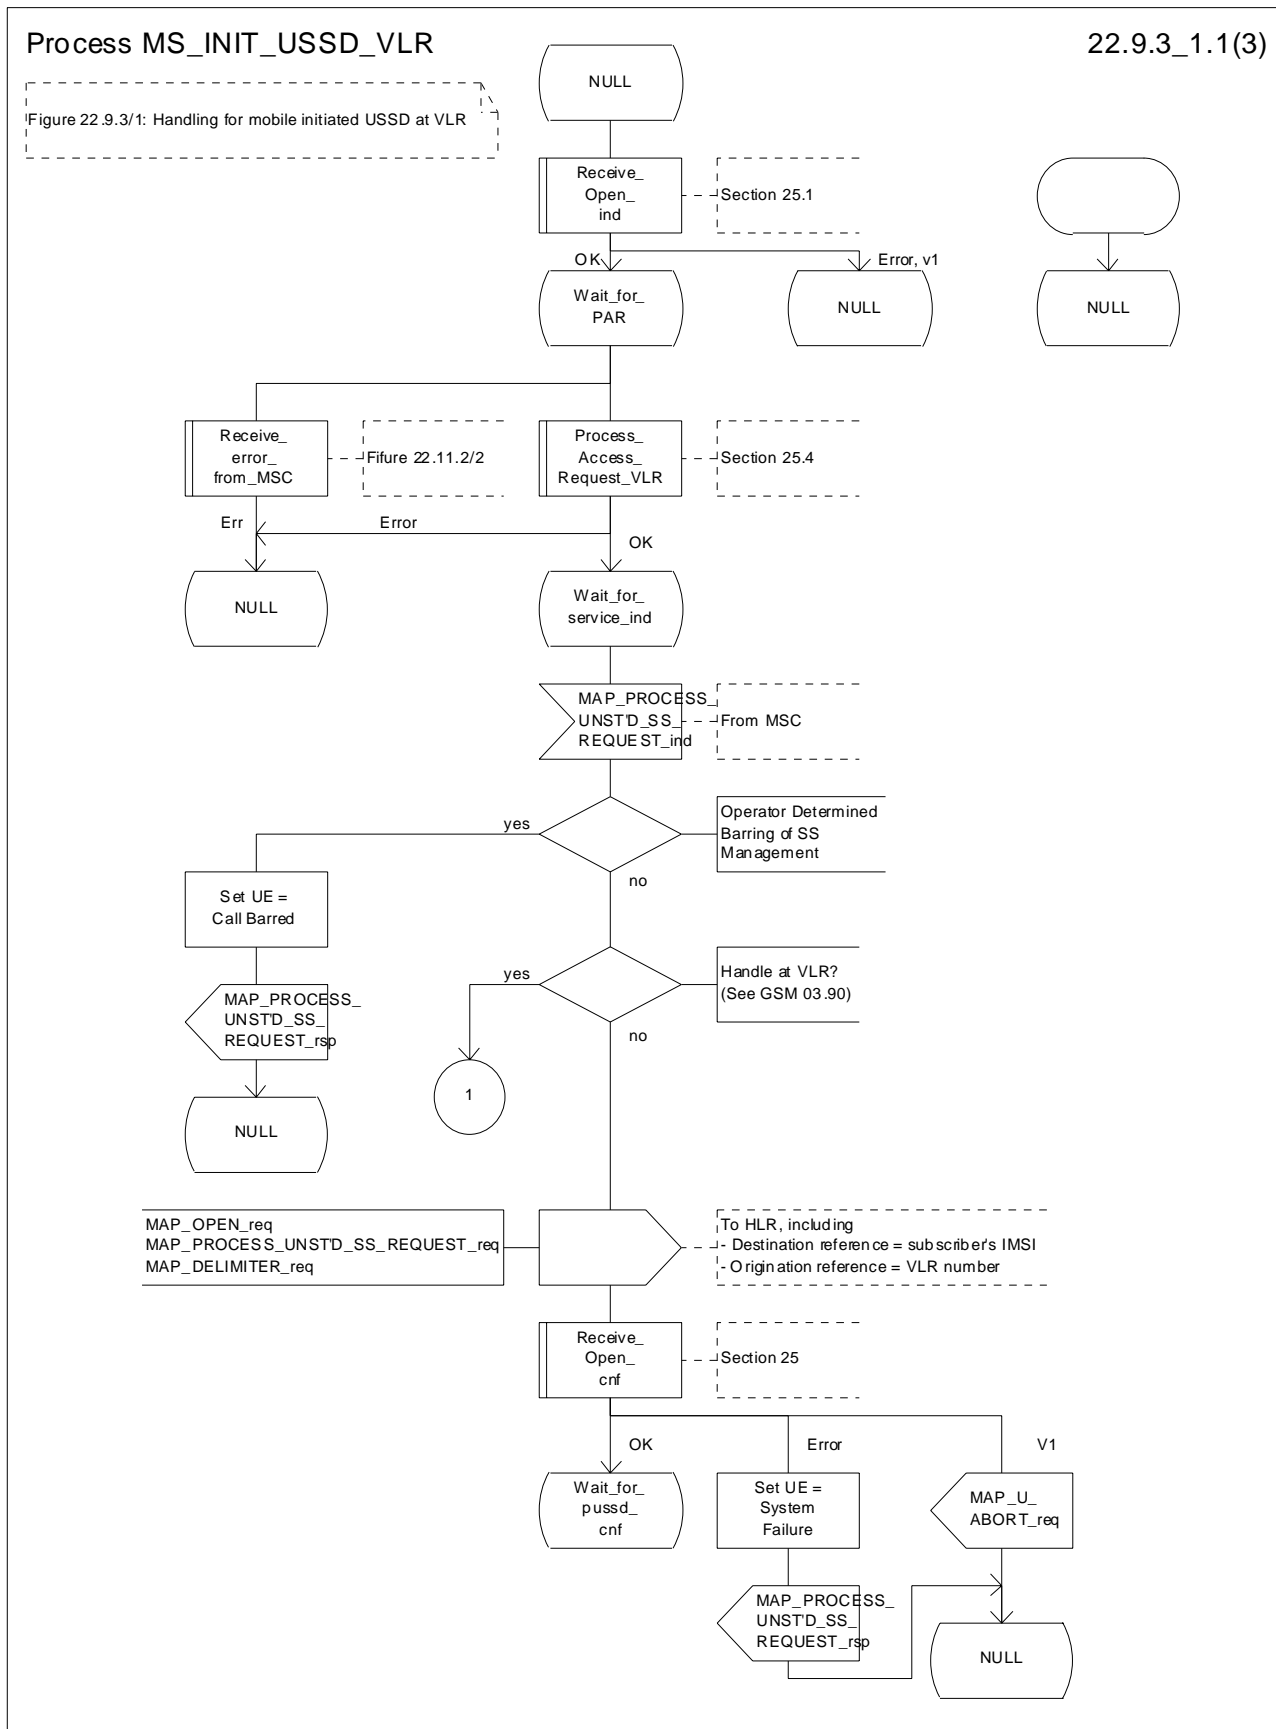 Process MS_INIT_USSD_VLR
22.9.3_1.1(3)
Figure 22.9.3/1: Handling for mobile initiated USSD at VLR
NULL
Receive_
Open_
ind
Section 25.1
OK
Error, v1
Wait_for_
PAR
NULL
NULL
Receive_
error_
from_MSC
Fifure 22.11.2/2
Process_
Access_
Request_VLR
Section 25.4
Err
Error
OK
NULL
Wait_for_
service_ind
MAP_PROCESS_
UNST'D_SS_
REQUEST_ind
From MSC
yes
Operator Determined
Barring of SS
Management
no
Set UE =
Call Barred
yes
Handle at VLR?
(See GSM 03.90)
MAP_PROCESS_
UNST'D_SS_
REQUEST_rsp
no
1
NULL
MAP_OPEN_req
MAP_PROCESS_UNST'D_SS_REQUEST_req
MAP_DELIMITER_req
To HLR, including
- Destination reference = subscriber's IMSI
- Origination reference = VLR number
Receive_
Open_
cnf
Section 25
OK
Error
V1
Wait_for_
pussd_
cnf
Set UE =
System
Failure
MAP_U_
ABORT_req
MAP_PROCESS_
UNST'D_SS_
REQUEST_rsp
NULL